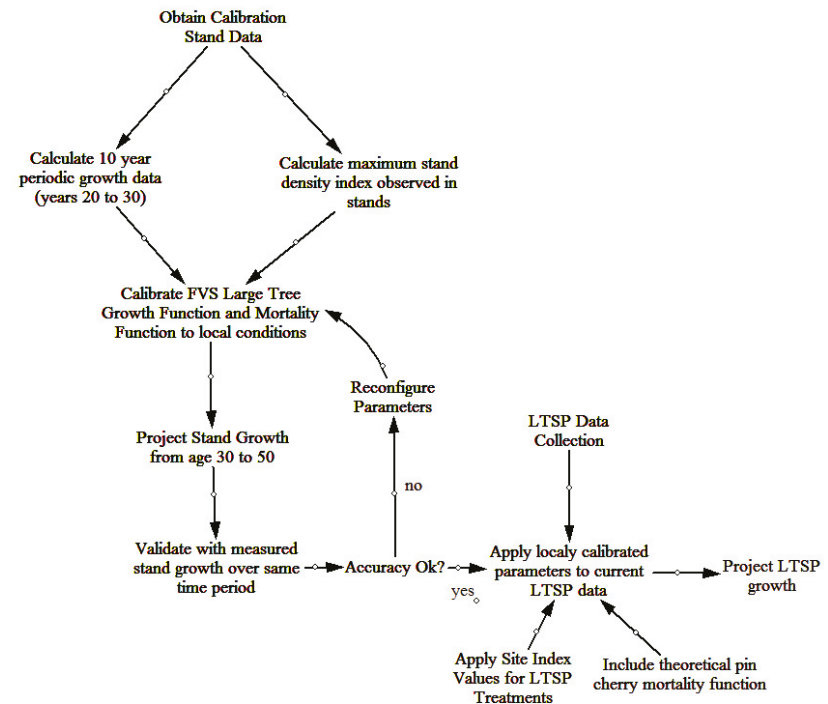 Obtain Calibration
Stand Data
Calculate 10 year
periodic growth data
(years 20 to 30)
Calculate maximum stand
density index observed in
stands
Calibrate FVS Large Tree
Growth Function and Mortality
Function to local conditions
Reconfigure
Parameters
LTSP Data
Collection
Project Stand Growth
from age 30 to 50
no
Validate with measured
stand growth over same
time period
Accuracy Ok?
yes
Apply localy calibrated
parameters to current
LTSP data
Project LTSP
growth
Apply Site Index
Values for LTSP
Treatments
Include theoretical pin
cherry mortality function